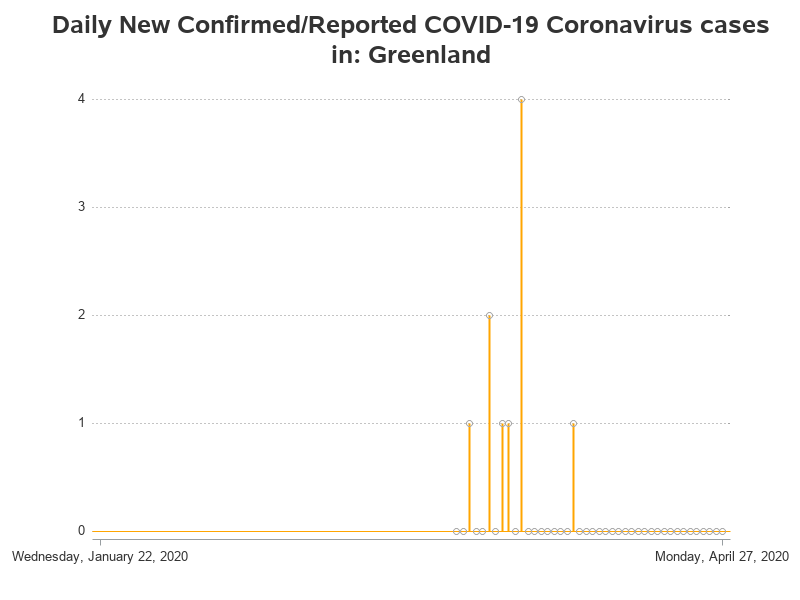 Daily New Confirmed/Reported COVID-19 Coronavirus cases
in: Greenland
4
3
2
1
0
Wednesday, January 22, 2020
Monday, April 27, 2020